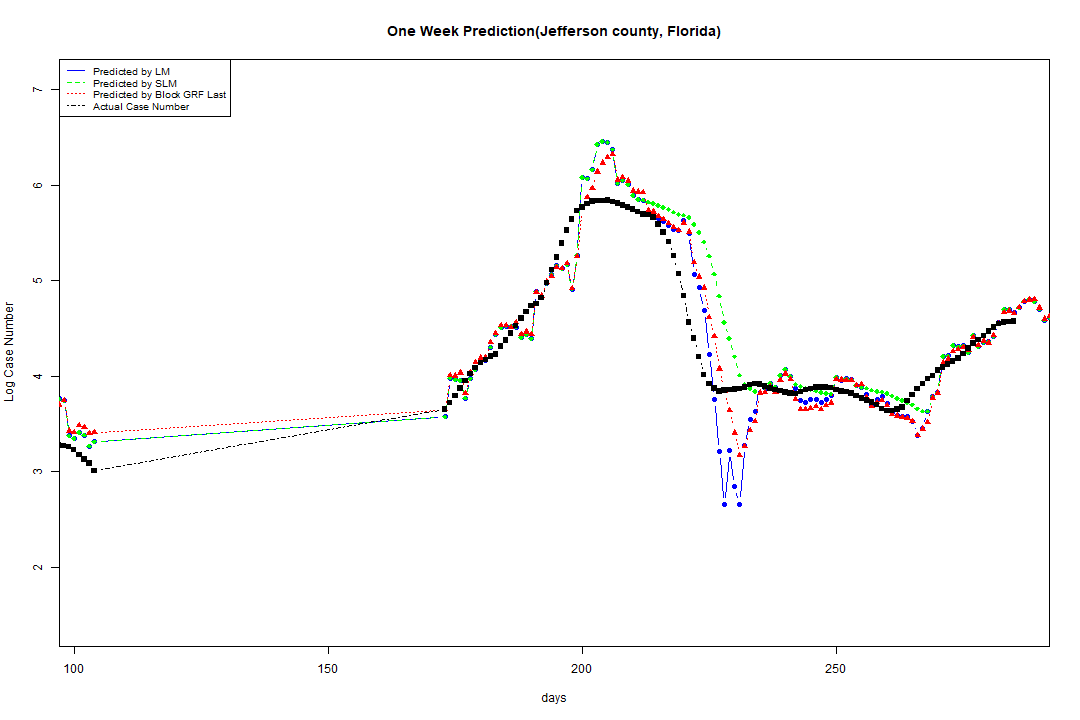 One Week Prediction(Jefferson county, Florida)
Predicted by LM
Predicted by SLM
Predicted by Block GRF Last
Actual Case Number
7
6
5
4
3
2
Log Case Number
100 150 200 250
days